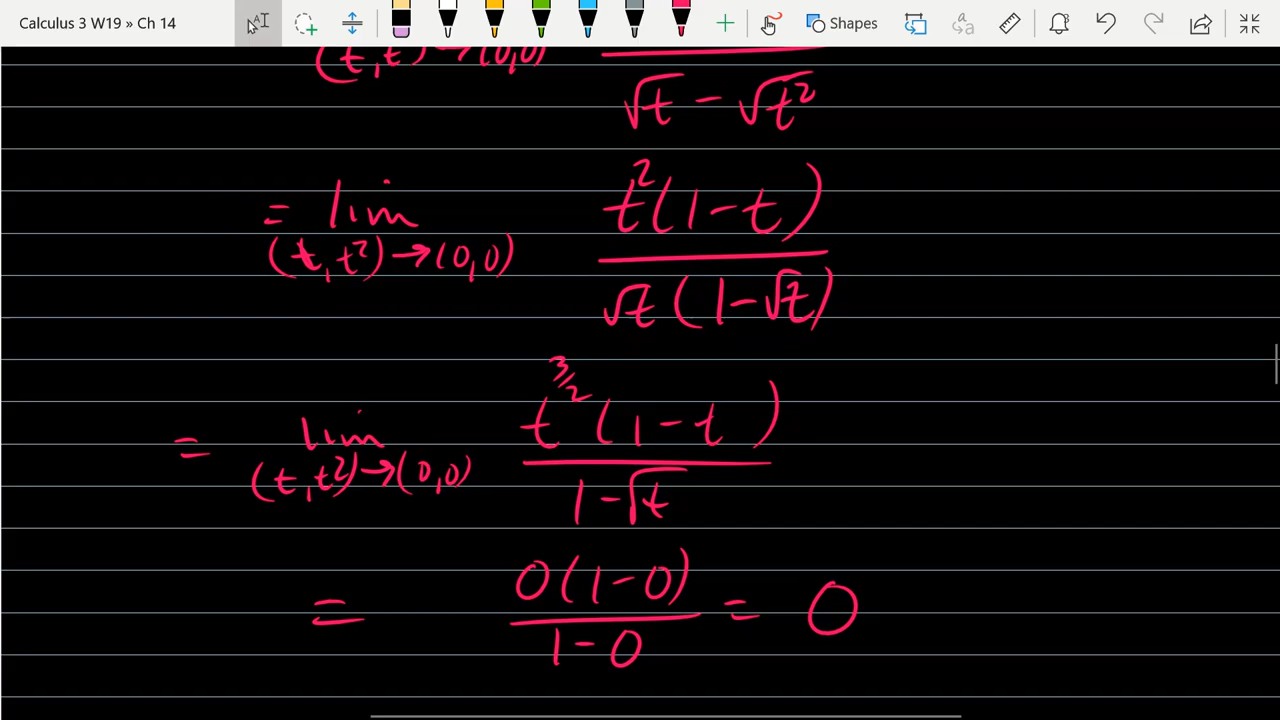 Calculus 3 W19 » Ch 14
Shapes
→(0,0)
√t - √t²
= lim (t,t²)→(0,0) t²(1-t) / √t(1-√t)
= lim (t,t²)→(0,0) t^3/2(1-t) / 1-√t
= 0(1-0) / 1-0 = 0